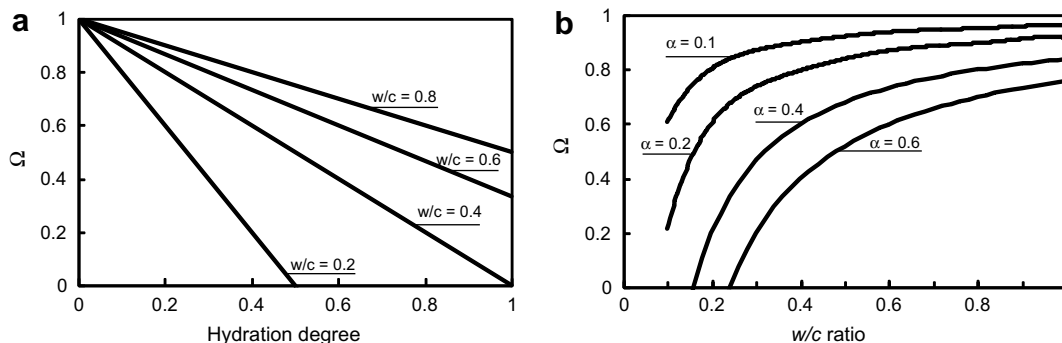 a
1
0.8
0.6
0.4
0.2
0
Ω
w/c = 0.8
w/c = 0.6
w/c = 0.4
w/c = 0.2
0 0.2 0.4 0.6 0.8 1
Hydration degree
b
1
0.8
0.6
0.4
0.2
0
Ω
α = 0.1
α = 0.4
α = 0.2
α = 0.6
0 0.2 0.4 0.6 0.8
w/c ratio